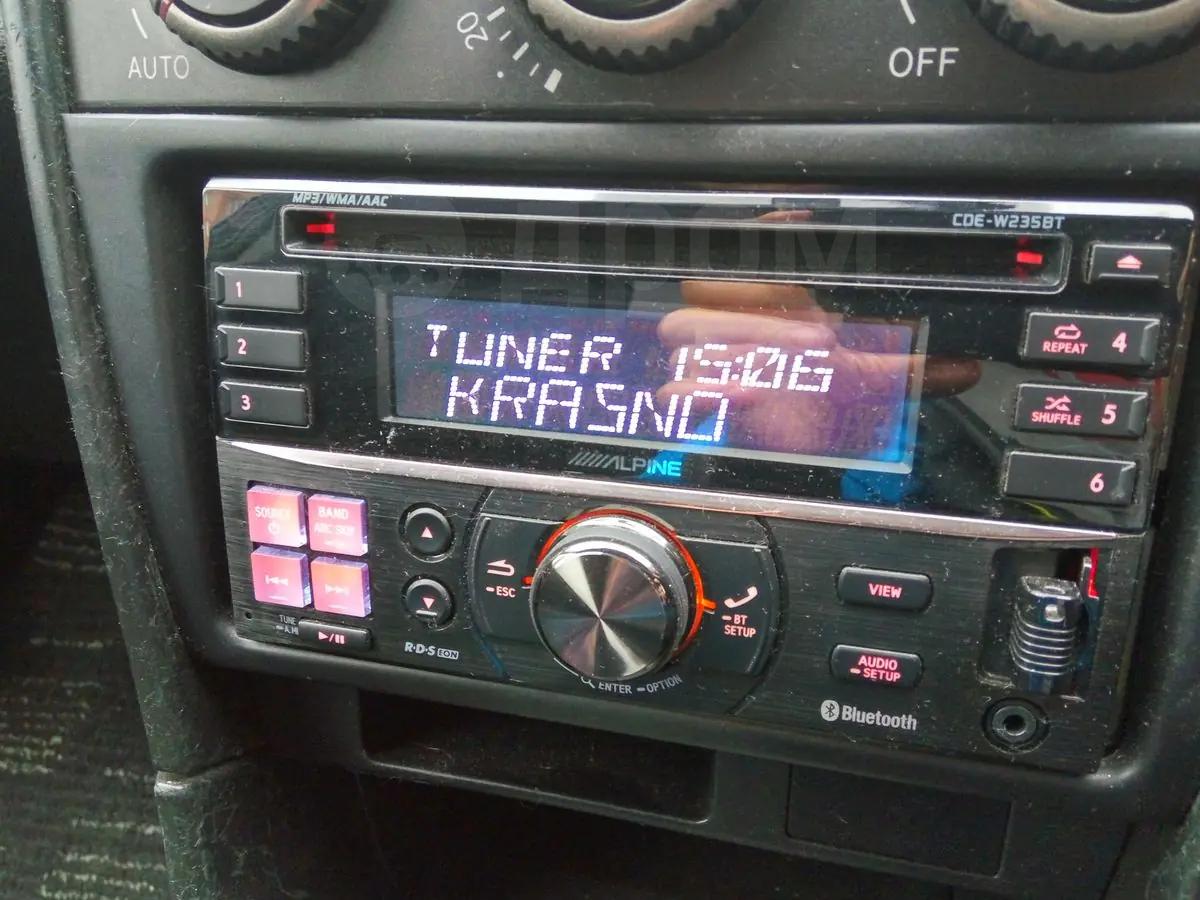 AUTO
20
OFF
MP3/WMA/AAC
CDE-W235BT
ДРОМ
1
2
3
TUNER 15:06
KRASNO
REPEAT 4
SHUFFLE 5
6
ALPINE
SOURCE
BAND
ESC
BT
SETUP
VIEW
AUDIO
SETUP
TUNE
R·D·S EON
ENTER OPTION
Bluetooth